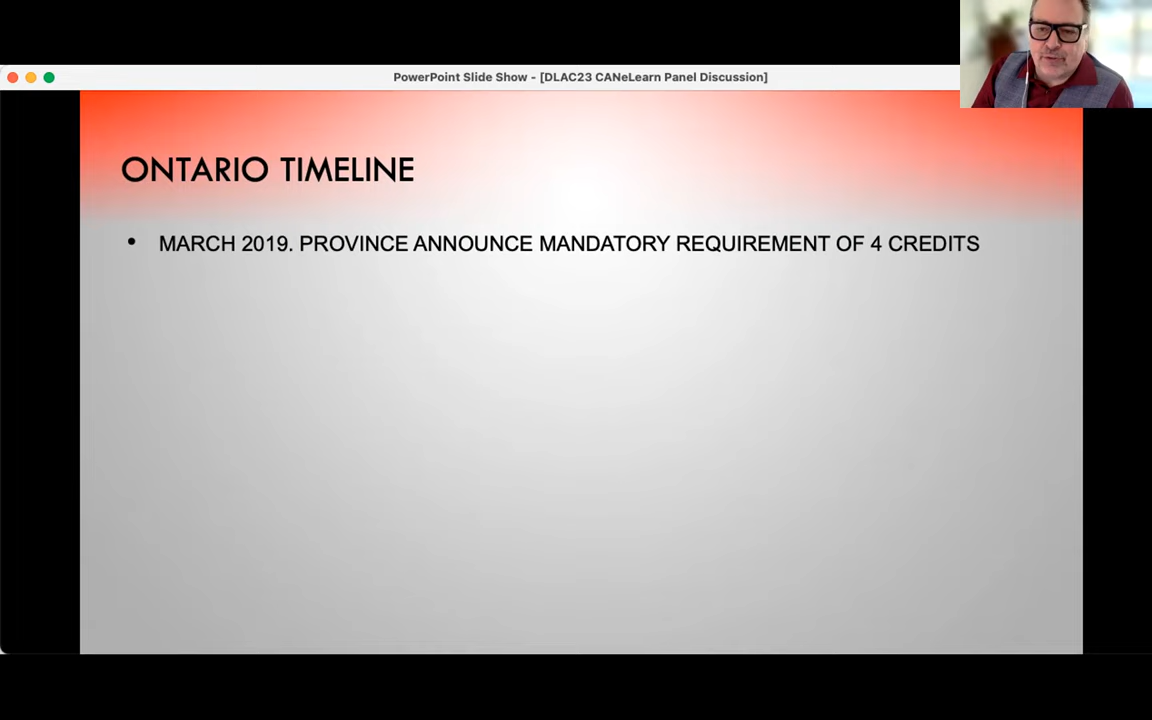 PowerPoint Slide Show - [DLAC23 CANeLearn Panel Discussion]
ONTARIO TIMELINE
• MARCH 2019. PROVINCE ANNOUNCE MANDATORY REQUIREMENT OF 4 CREDITS